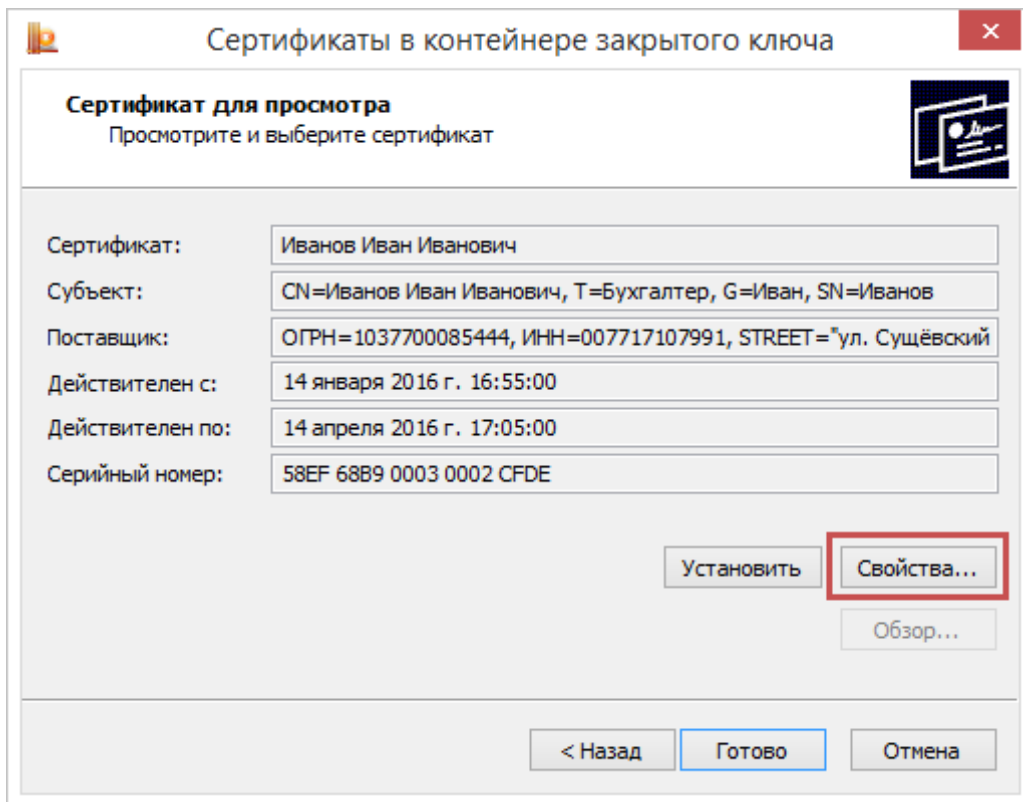 Сертификаты в контейнере закрытого ключа
Сертификат для просмотра
Просмотрите и выберите сертификат
Сертификат: Иванов Иван Иванович
Субъект: CN=Иванов Иван Иванович, T=Бухгалтер, G=Иван, SN=Иванов
Поставщик: ОГРН=1037700085444, ИНН=007717107991, STREET="ул. Сущёвский
Действителен с: 14 января 2016 г. 16:55:00
Действителен по: 14 апреля 2016 г. 17:05:00
Серийный номер: 58EF 68B9 0003 0002 CFDE
Установить Свойства...
Обзор...
< Назад Готово Отмена